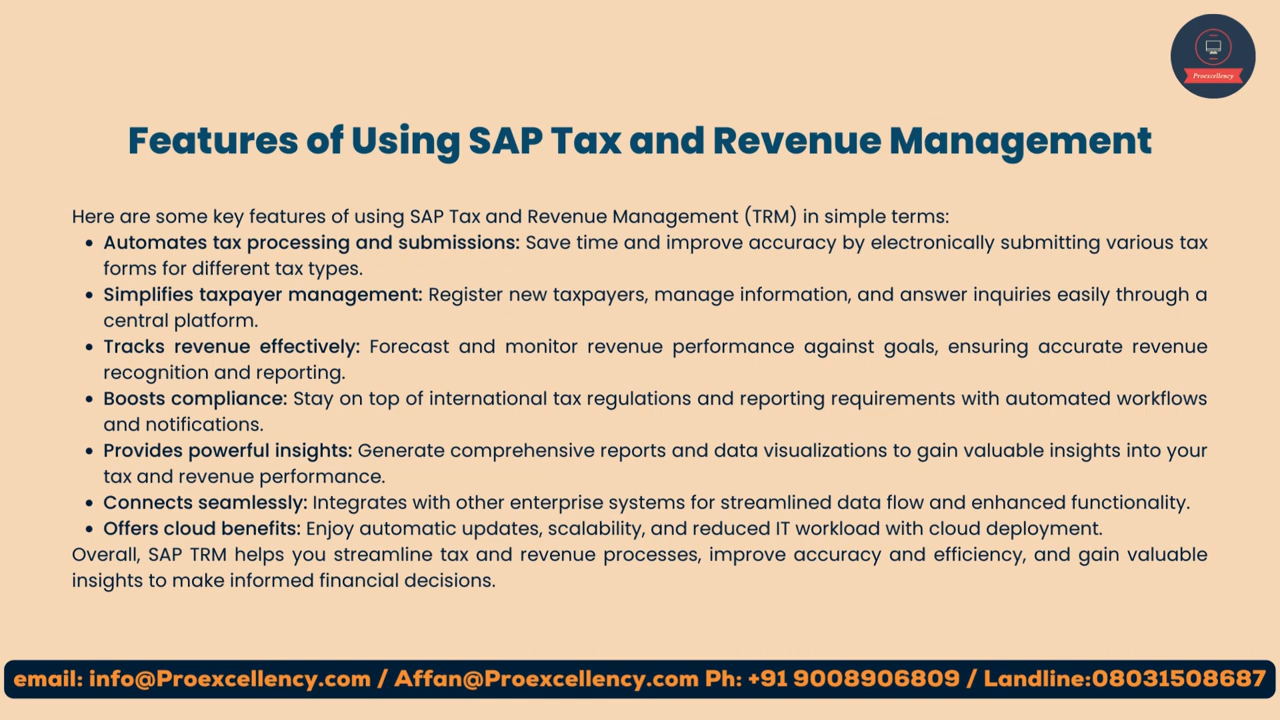 Proexcellency
Features of Using SAP Tax and Revenue Management
Here are some key features of using SAP Tax and Revenue Management (TRM) in simple terms:
• Automates tax processing and submissions: Save time and improve accuracy by electronically submitting various tax
forms for different tax types.
• Simplifies taxpayer management: Register new taxpayers, manage information, and answer inquiries easily through a
central platform.
• Tracks revenue effectively: Forecast and monitor revenue performance against goals, ensuring accurate revenue
recognition and reporting.
• Boosts compliance: Stay on top of international tax regulations and reporting requirements with automated workflows
and notifications.
• Provides powerful insights: Generate comprehensive reports and data visualizations to gain valuable insights into your
tax and revenue performance.
• Connects seamlessly: Integrates with other enterprise systems for streamlined data flow and enhanced functionality.
• Offers cloud benefits: Enjoy automatic updates, scalability, and reduced IT workload with cloud deployment.
Overall, SAP TRM helps you streamline tax and revenue processes, improve accuracy and efficiency, and gain valuable
insights to make informed financial decisions.
email: info@Proexcellency.com / Affan@Proexcellency.com Ph: +91 9008906809 / Landline:08031508687